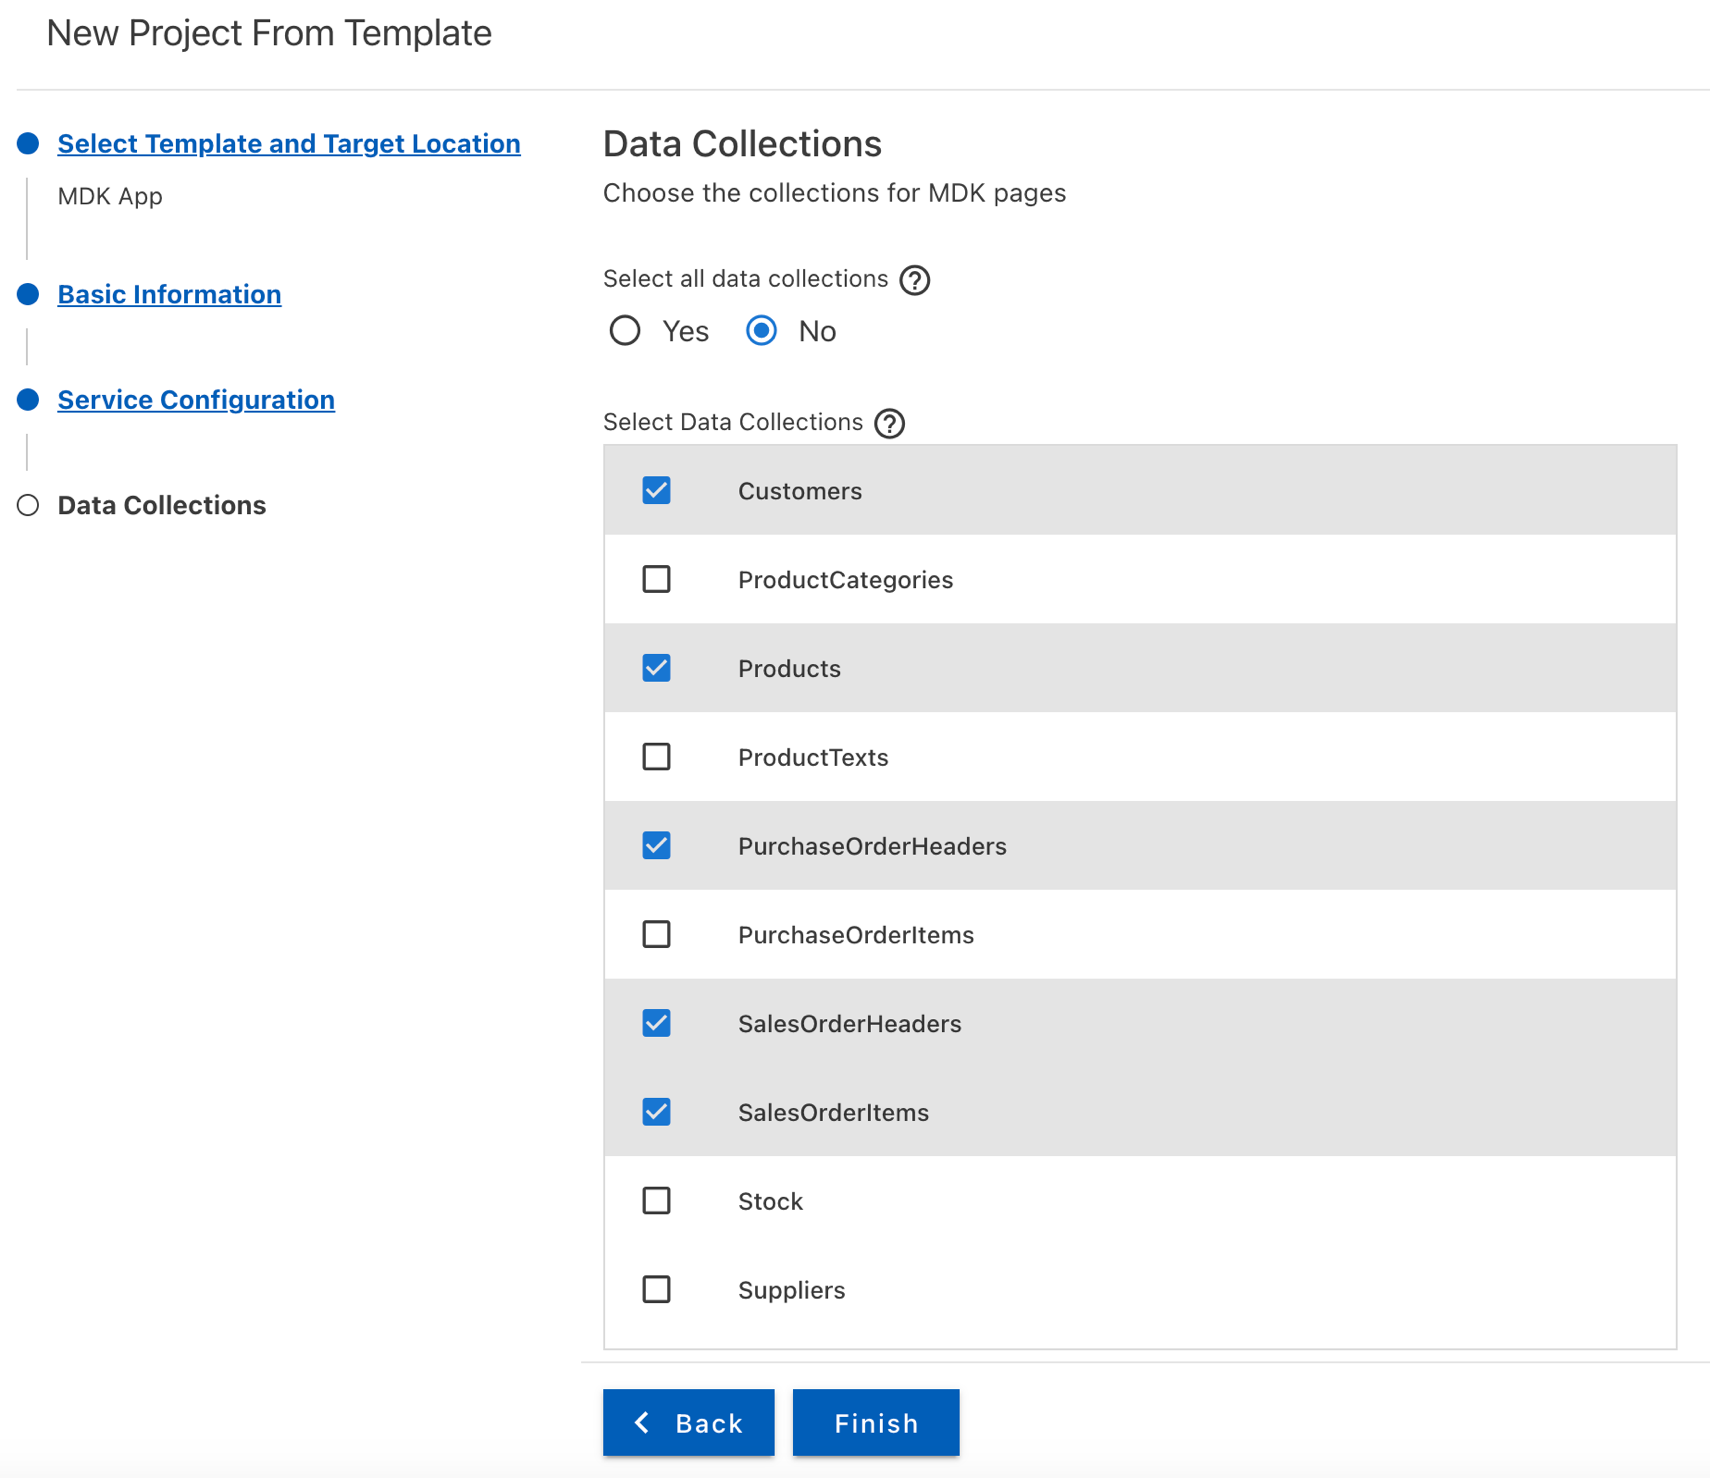 New Project From Template
Select Template and Target Location
MDK App
Basic Information
Service Configuration
Data Collections
Data Collections
Choose the collections for MDK pages
Select all data collections ?
Yes No
Select Data Collections ?
Customers
ProductCategories
Products
ProductTexts
PurchaseOrderHeaders
PurchaseOrderItems
SalesOrderHeaders
SalesOrderItems
Stock
Suppliers
Back Finish